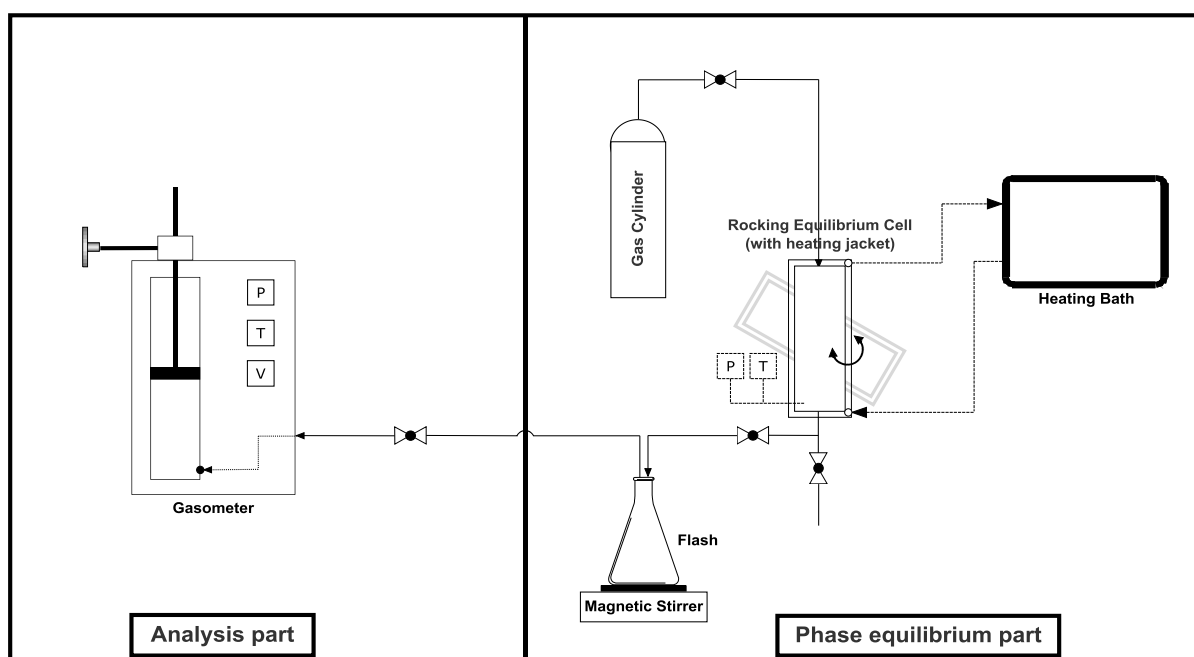 Gas Cylinder
Rocking Equilibrium Cell
(with heating jacket)
Heating Bath
P
T
V
P T
Gasometer
Flash
Magnetic Stirrer
Analysis part
Phase equilibrium part